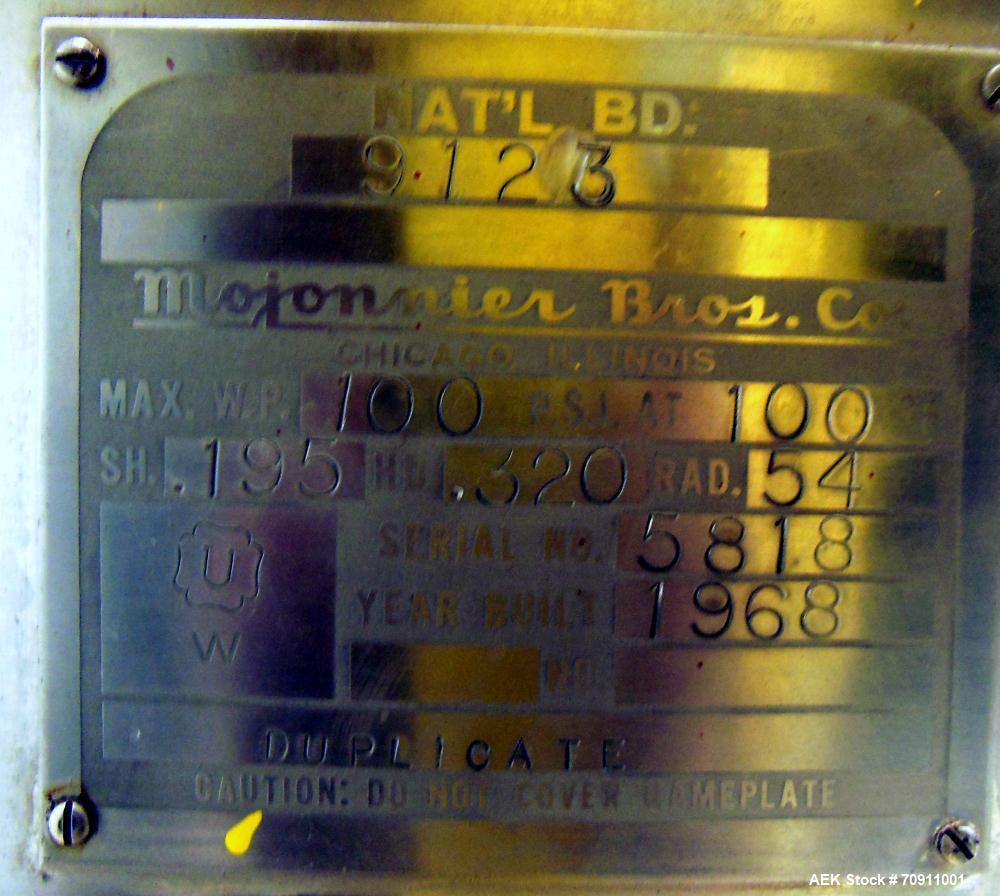 NAT'L BD:
9123
Mojonnier Bros. Co.
CHICAGO ILLINOIS
MAX. W.P. 100 P.S.I. AT 100
SH. .195 HD. .320 RAD. 54
U
SERIAL NO. 5818
W
YEAR BUILT 1968
NO.
DUPLICATE
CAUTION: DO NOT COVER NAMEPLATE
AEK Stock # 70911001